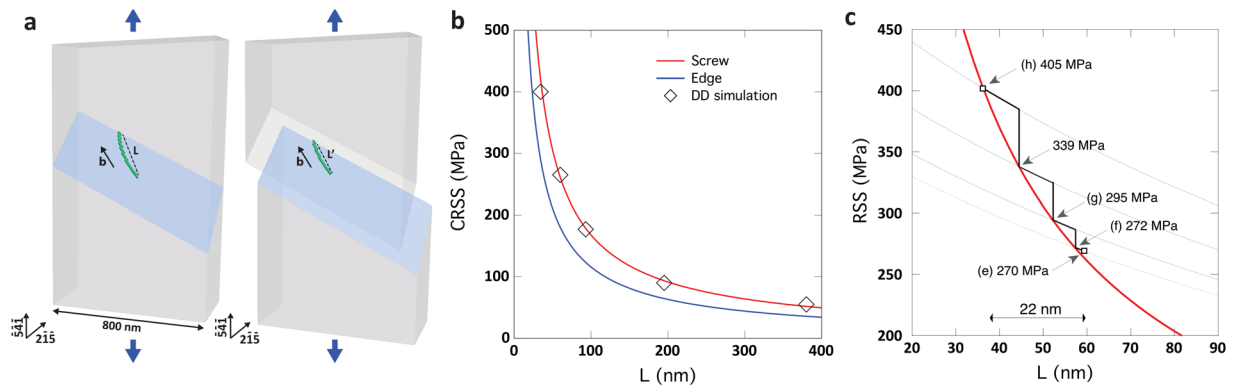 a
b
L
b
L'
800 nm
5̄41
21̄5̄
5̄41
21̄5̄
b
CRSS (MPa)
500
400
300
200
100
0
Screw
Edge
DD simulation
0 100 200 300 400
L (nm)
c
RSS (MPa)
450
400
350
300
250
200
(h) 405 MPa
339 MPa
(g) 295 MPa
(f) 272 MPa
(e) 270 MPa
22 nm
20 30 40 50 60 70 80 90
L (nm)